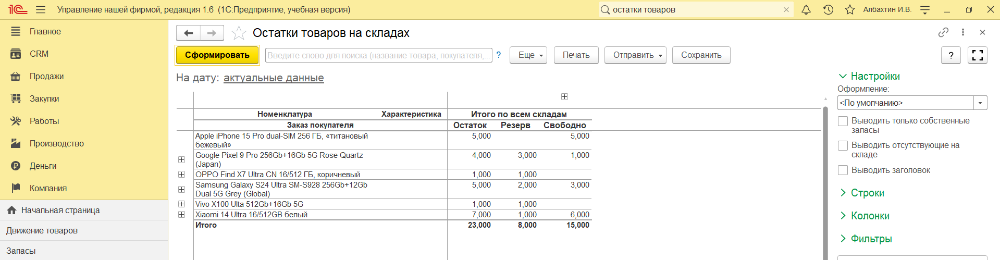 1С Управление нашей фирмой, редакция 1.6 (1С:Предприятие, учебная версия) остатки товаров × Албахтин И.В.
Главное
CRM
Продажи
Закупки
Работы
Производство
Деньги
Компания
Начальная страница
Движение товаров
Запасы
Остатки товаров на складах
Сформировать Введите слово для поиска (название товара, покупателя,... ? Еще Печать Отправить Сохранить ?
На дату: актуальные данные
Номенклатура Характеристика Итого по всем складам
Заказ покупателя Остаток Резерв Свободно
Apple iPhone 15 Pro dual-SIM 256 ГБ, «титановый 5,000 5,000
бежевый»
Google Pixel 9 Pro 256Gb+16Gb 5G Rose Quartz 4,000 3,000 1,000
(Japan)
OPPO Find X7 Ultra CN 16/512 ГБ, коричневый 1,000 1,000
Samsung Galaxy S24 Ultra SM-S928 256Gb+12Gb 5,000 2,000 3,000
Dual 5G Grey (Global)
Vivo X100 Ulta 512Gb+16Gb 5G 1,000 1,000
Xiaomi 14 Ultra 16/512GB белый 7,000 1,000 6,000
Итого 23,000 8,000 15,000
Настройки
Оформление:
<По умолчанию>
Выводить только собственные
запасы
Выводить отсутствующие на
складе
Выводить заголовок
Строки
Колонки
Фильтры